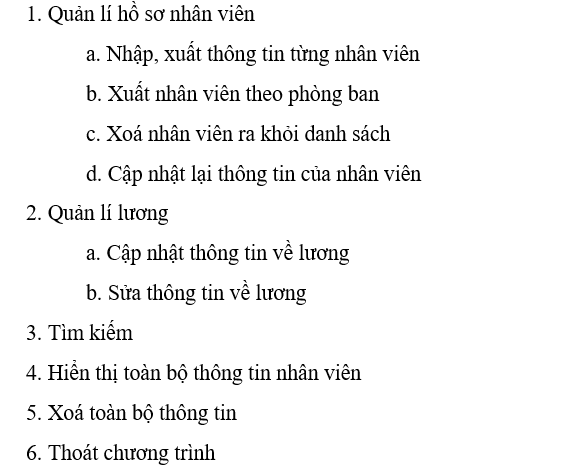 1. Quản lí hồ sơ nhân viên
a. Nhập, xuất thông tin từng nhân viên
b. Xuất nhân viên theo phòng ban
c. Xoá nhân viên ra khỏi danh sách
d. Cập nhật lại thông tin của nhân viên
2. Quản lí lương
a. Cập nhật thông tin về lương
b. Sửa thông tin về lương
3. Tìm kiếm
4. Hiển thị toàn bộ thông tin nhân viên
5. Xoá toàn bộ thông tin
6. Thoát chương trình